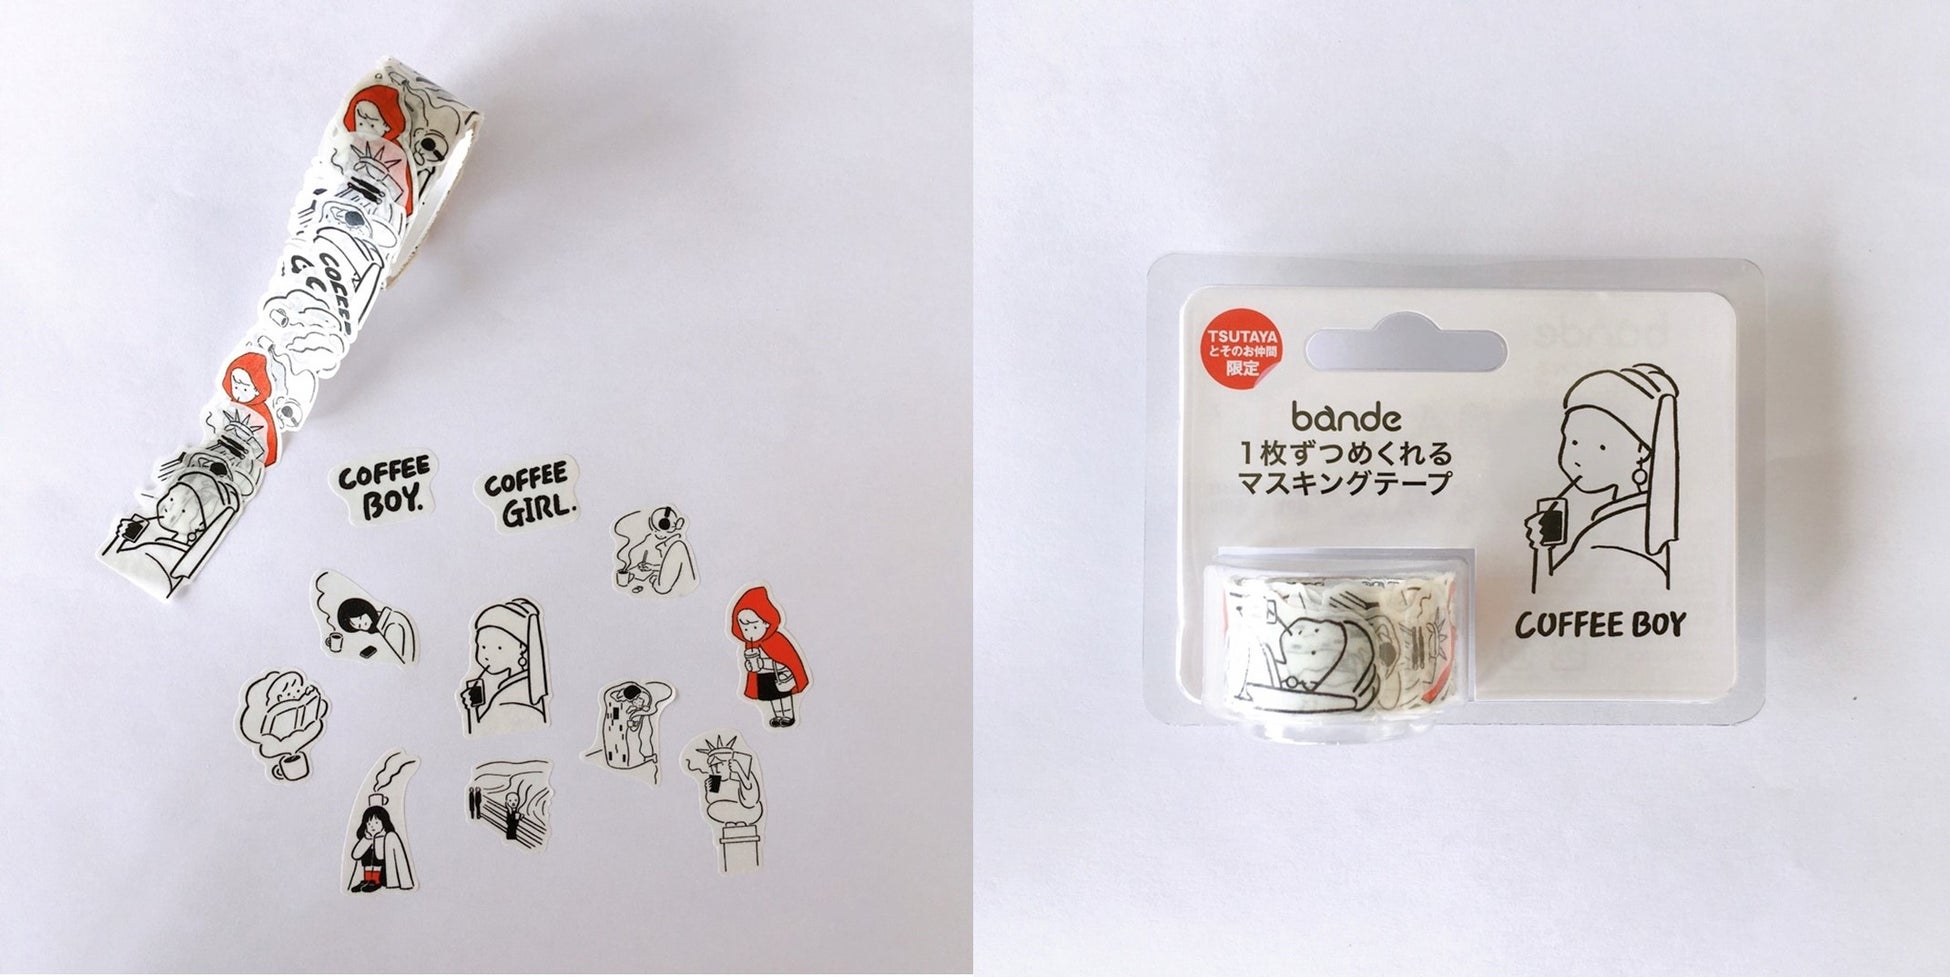 COFFEE
COFFEE
BOY.
COFFEE
GIRL.
TSUTAYA
とそのお仲間
限定
bande
1枚ずつめくれる
マスキングテープ
COFFEE BOY